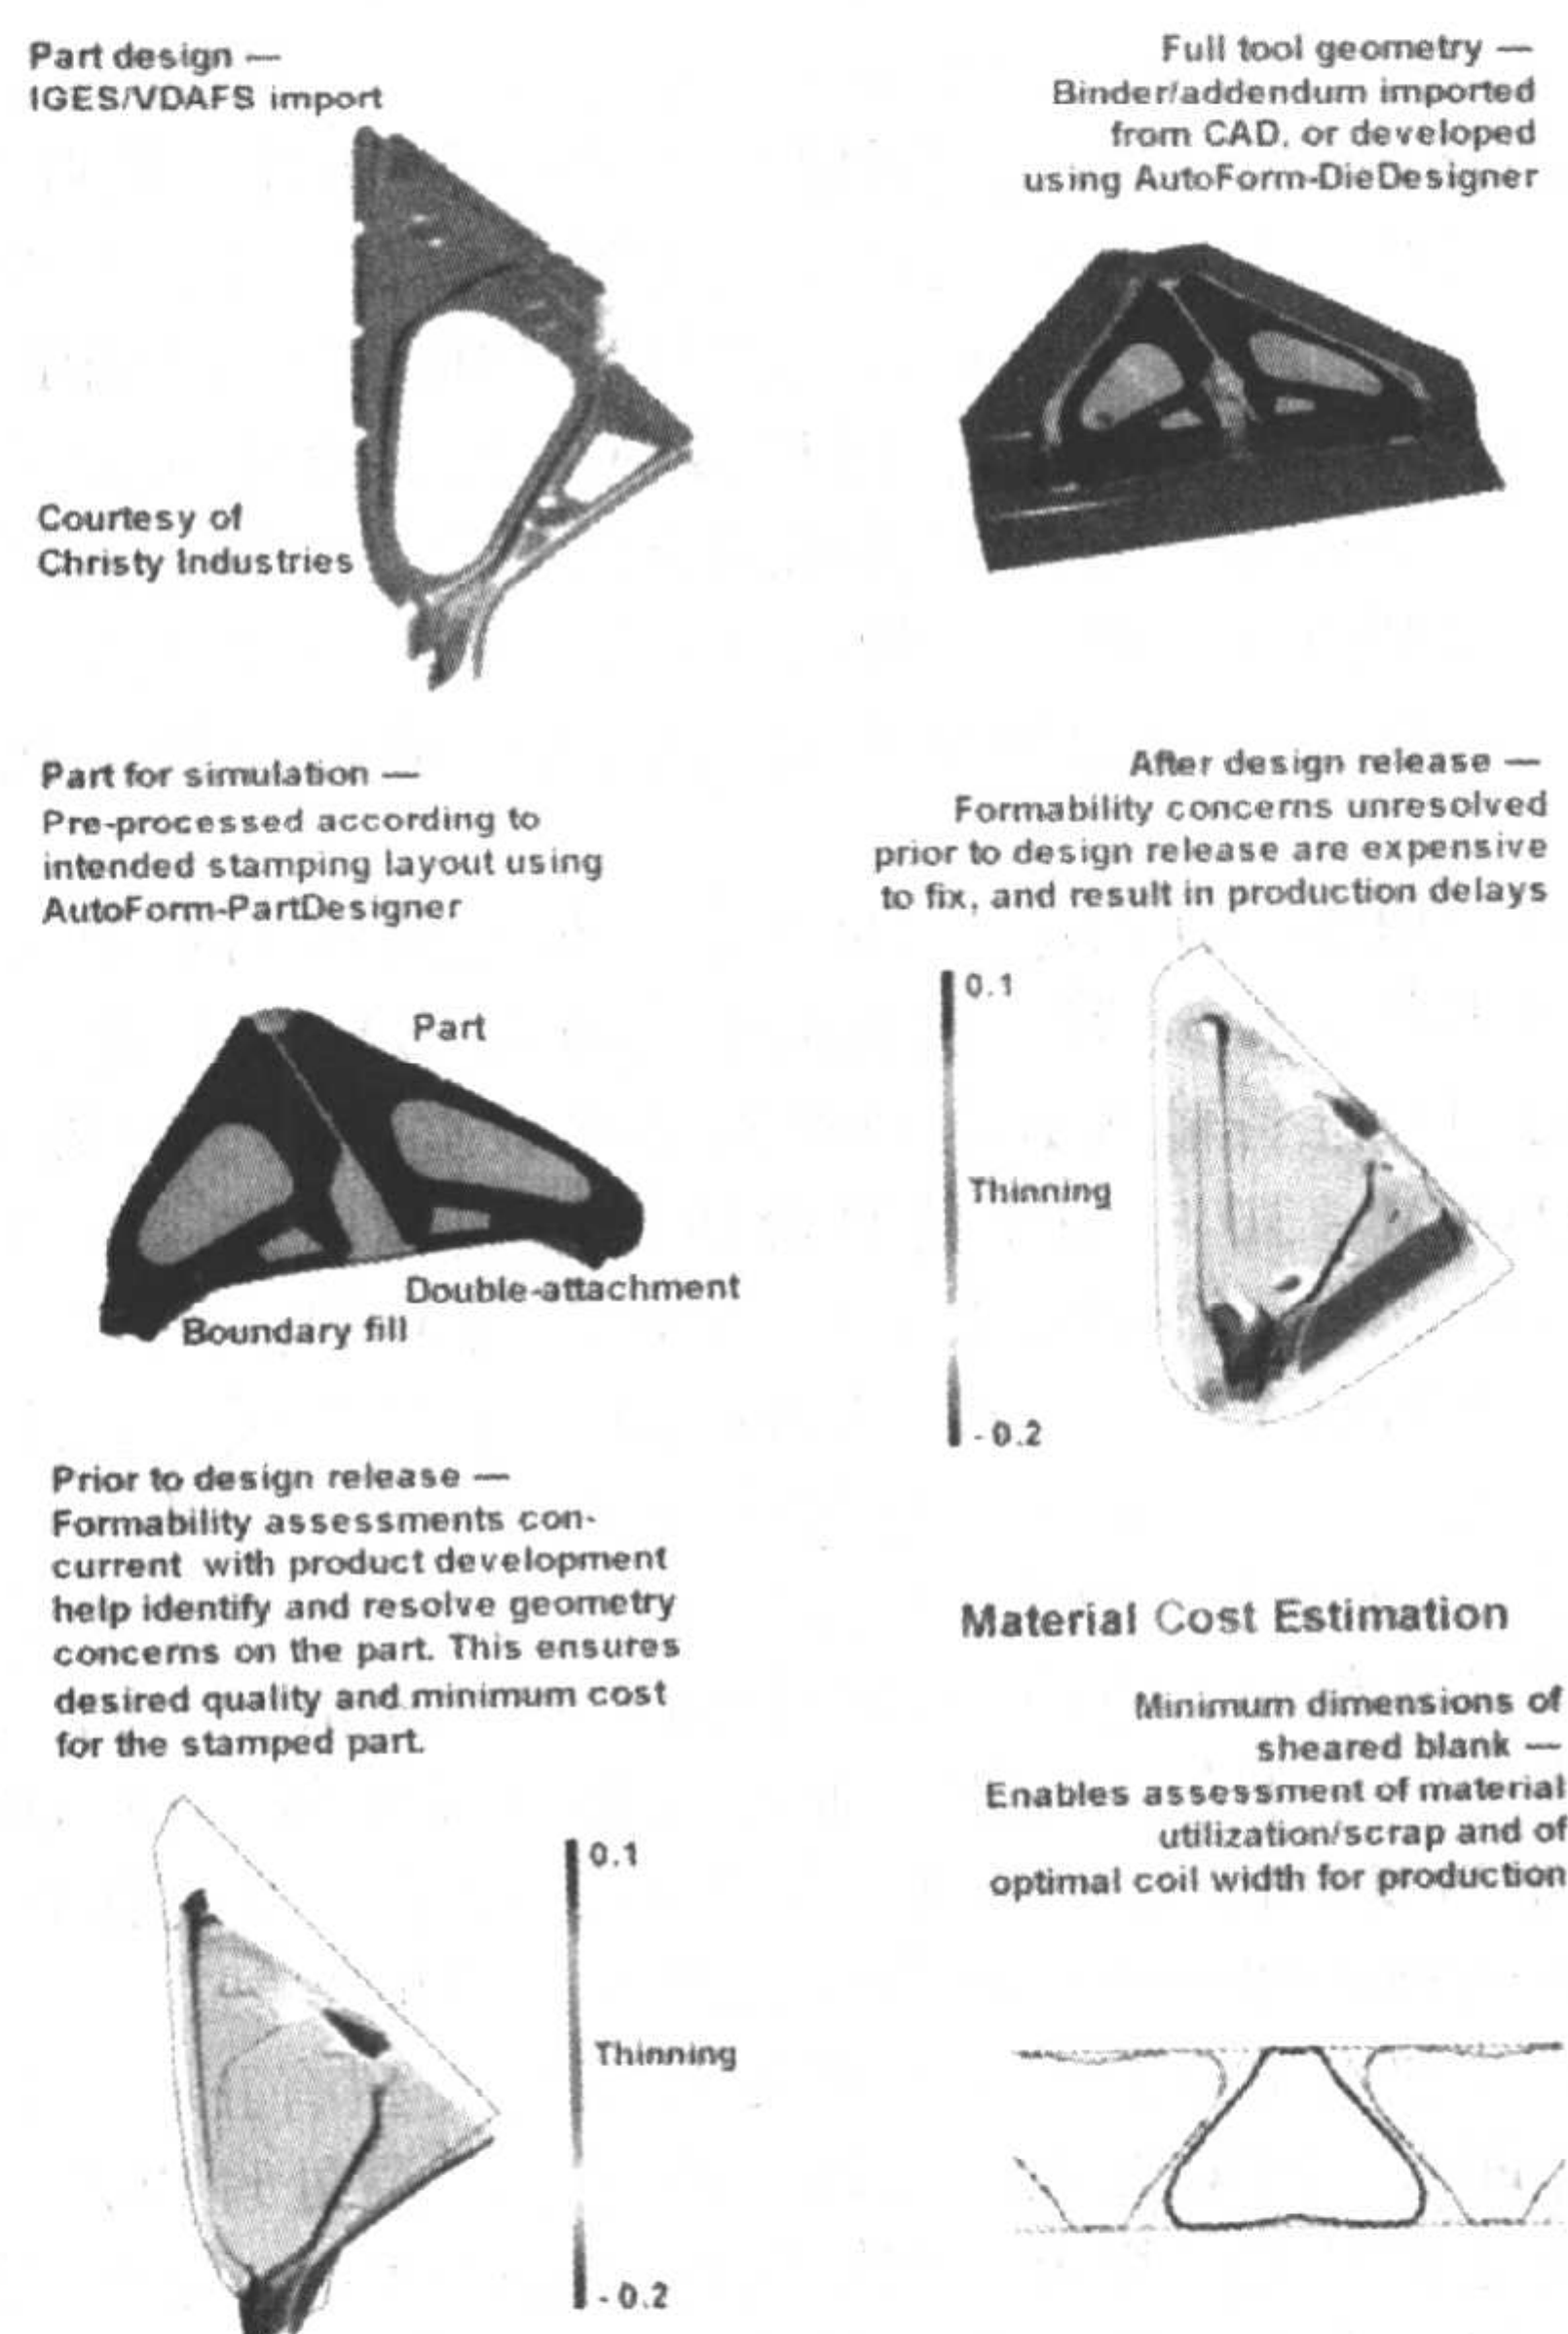 Part design —
IGES/VDAFS import
Courtesy of
Christy Industries
Full tool geometry —
Binder/addendum imported
from CAD, or developed
using AutoForm-DieDesigner
Part for simulation —
Pre-processed according to
intended stamping layout using
AutoForm-PartDesigner
Part
Double-attachment
Boundary fill
After design release —
Formability concerns unresolved
prior to design release are expensive
to fix, and result in production delays
0.1
Thinning
- 0.2
Prior to design release —
Formability assessments con-
current with product development
help identify and resolve geometry
concerns on the part. This ensures
desired quality and minimum cost
for the stamped part.
0.1
Thinning
- 0.2
Material Cost Estimation
Minimum dimensions of
sheared blank —
Enables assessment of material
utilization/scrap and of
optimal coil width for production